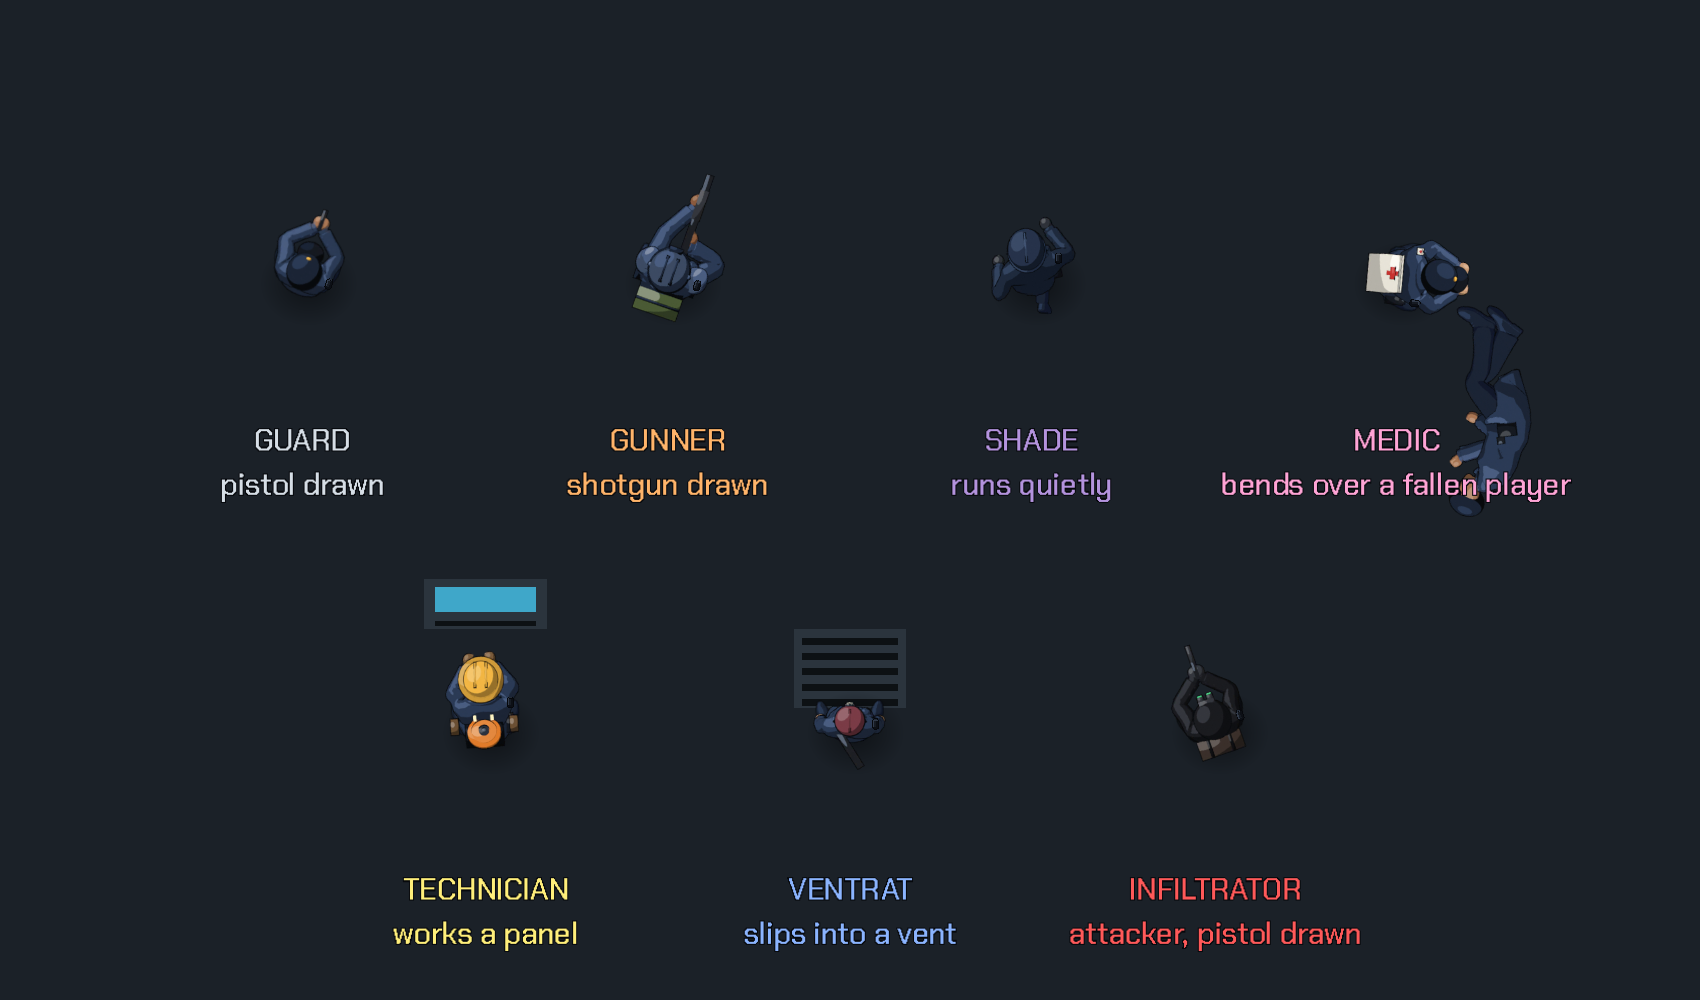 GUARD
pistol drawn
GUNNER
shotgun drawn
SHADE
runs quietly
MEDIC
bends over a fallen player
TECHNICIAN
works a panel
VENTRAT
slips into a vent
INFILTRATOR
attacker, pistol drawn